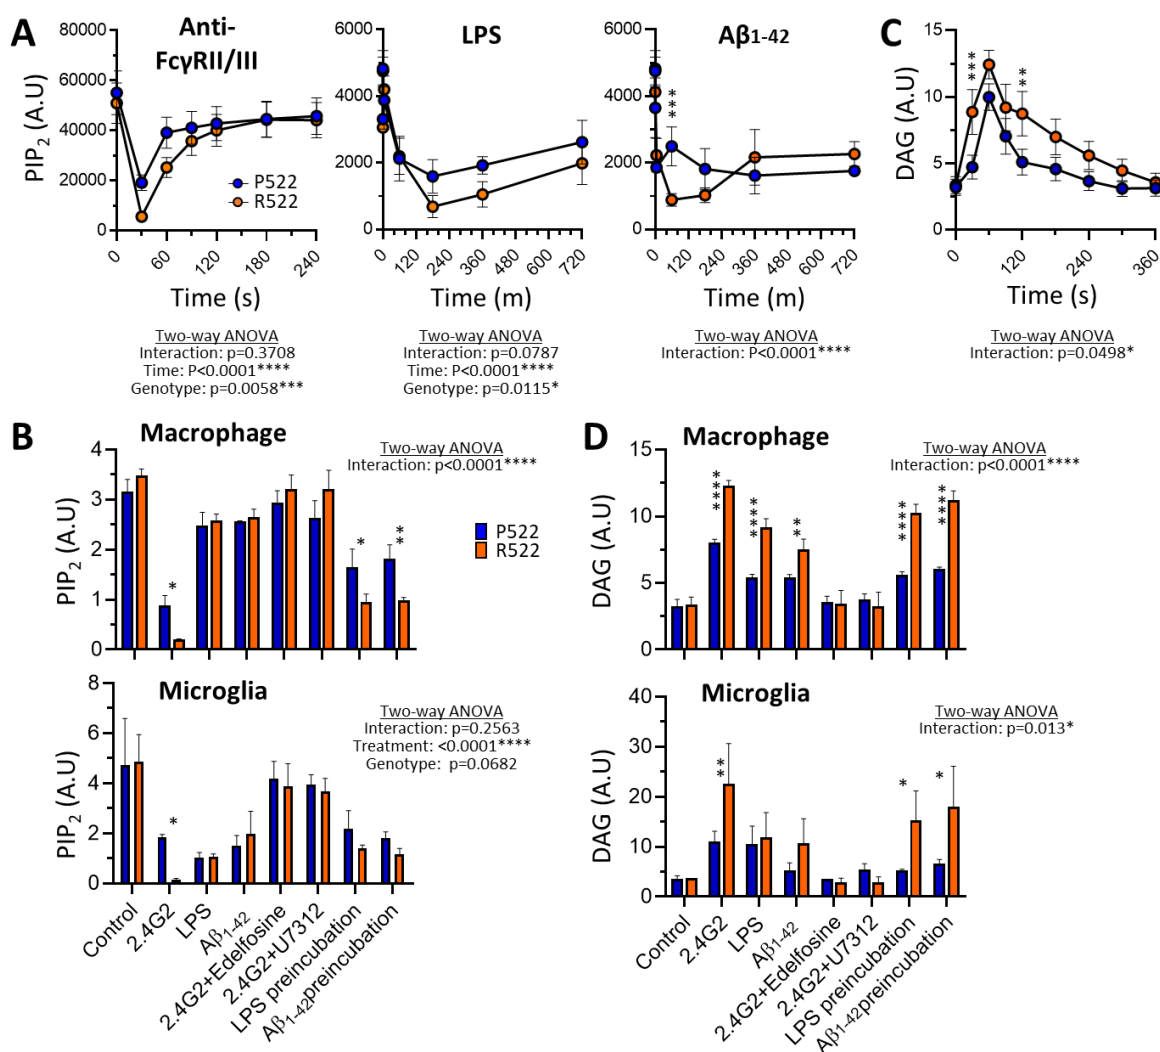 A
Anti-
FcγRII/III
PIP2 (A.U)
80000
60000
40000
20000
0
P522
R522
0
60
120
180
240
Time (s)
Two-way ANOVA
Interaction: p=0.3708
Time: P<0.0001****
Genotype: p=0.0058***
LPS
6000
4000
2000
0
0
120
240
360
480
600
720
Time (m)
Two-way ANOVA
Interaction: p=0.0787
Time: P<0.0001****
Genotype: p=0.0115*
Aβ1-42
6000
4000
2000
0
***
0
120
240
360
480
600
720
Time (m)
Two-way ANOVA
Interaction: P<0.0001****
C
DAG (A.U)
15
10
5
0
***
**
0
120
240
360
Time (s)
Two-way ANOVA
Interaction: p=0.0498*
B
Macrophage
Two-way ANOVA
Interaction: p<0.0001****
PIP2 (A.U)
4
3
2
1
0
*
*
**
P522
R522
Microglia
Two-way ANOVA
Interaction: p=0.2563
Treatment: <0.0001****
Genotype: p=0.0682
PIP2 (A.U)
8
6
4
2
0
*
Control
2.4G2
LPS
Aβ1-42
2.4G2+Edelfosine
2.4G2+U7312
LPS preincubation
Aβ1-42preincubation
D
Macrophage
Two-way ANOVA
Interaction: p<0.0001****
DAG (A.U)
15
10
5
0
****
****
**
****
****
Microglia
Two-way ANOVA
Interaction: p=0.013*
DAG (A.U)
40
30
20
10
0
**
*
*
Control
2.4G2
LPS
Aβ1-42
2.4G2+Edelfosine
2.4G2+U7312
LPS preincubation
Aβ1-42preincubation